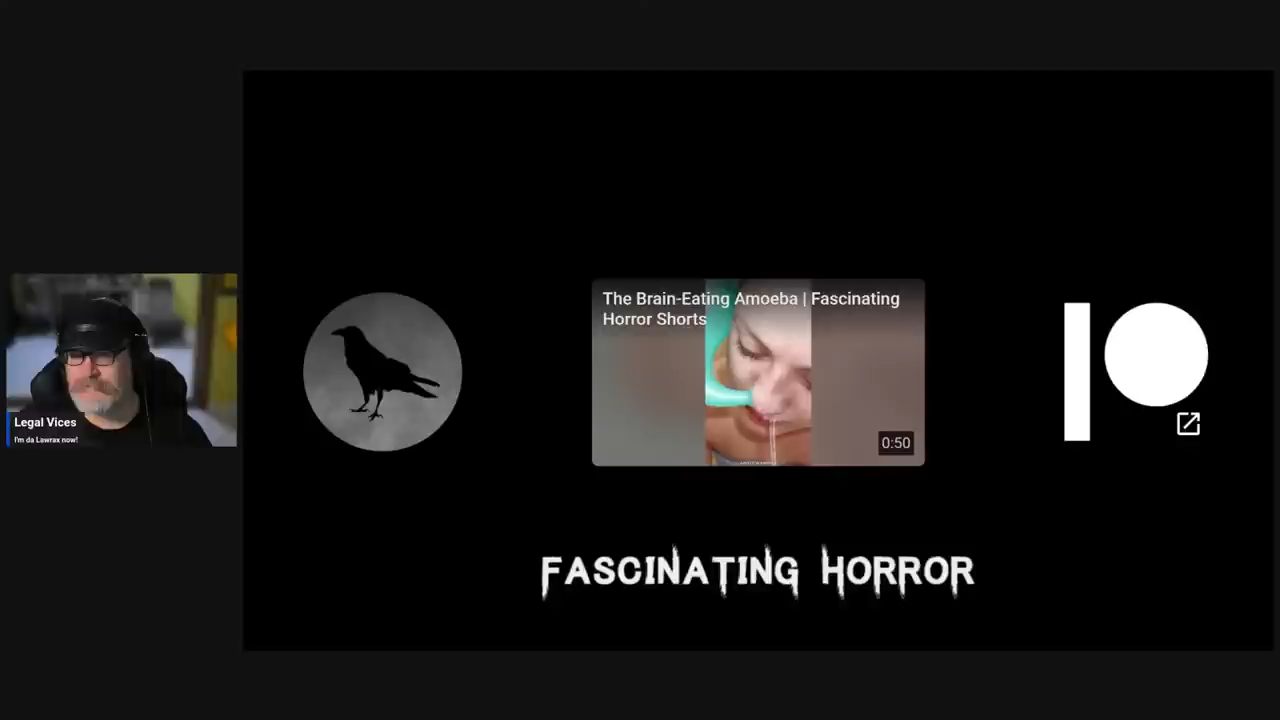 The Brain-Eating Amoeba | Fascinating
Horror Shorts
0:50
Legal Vices
I'm da Lawrax now!
FASCINATING HORROR